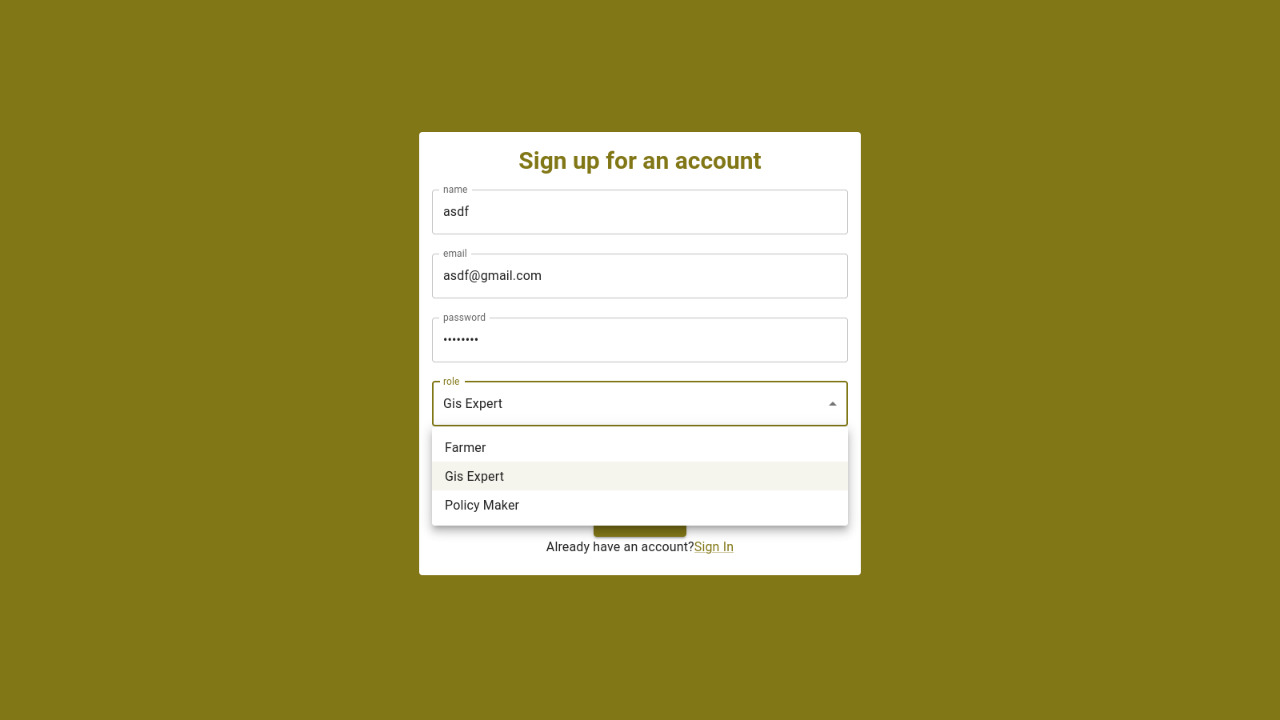 Sign up for an account
name
asdf
email
asdf@gmail.com
password
••••••••
role
Gis Expert
Farmer
Gis Expert
Policy Maker
Already have an account?Sign In